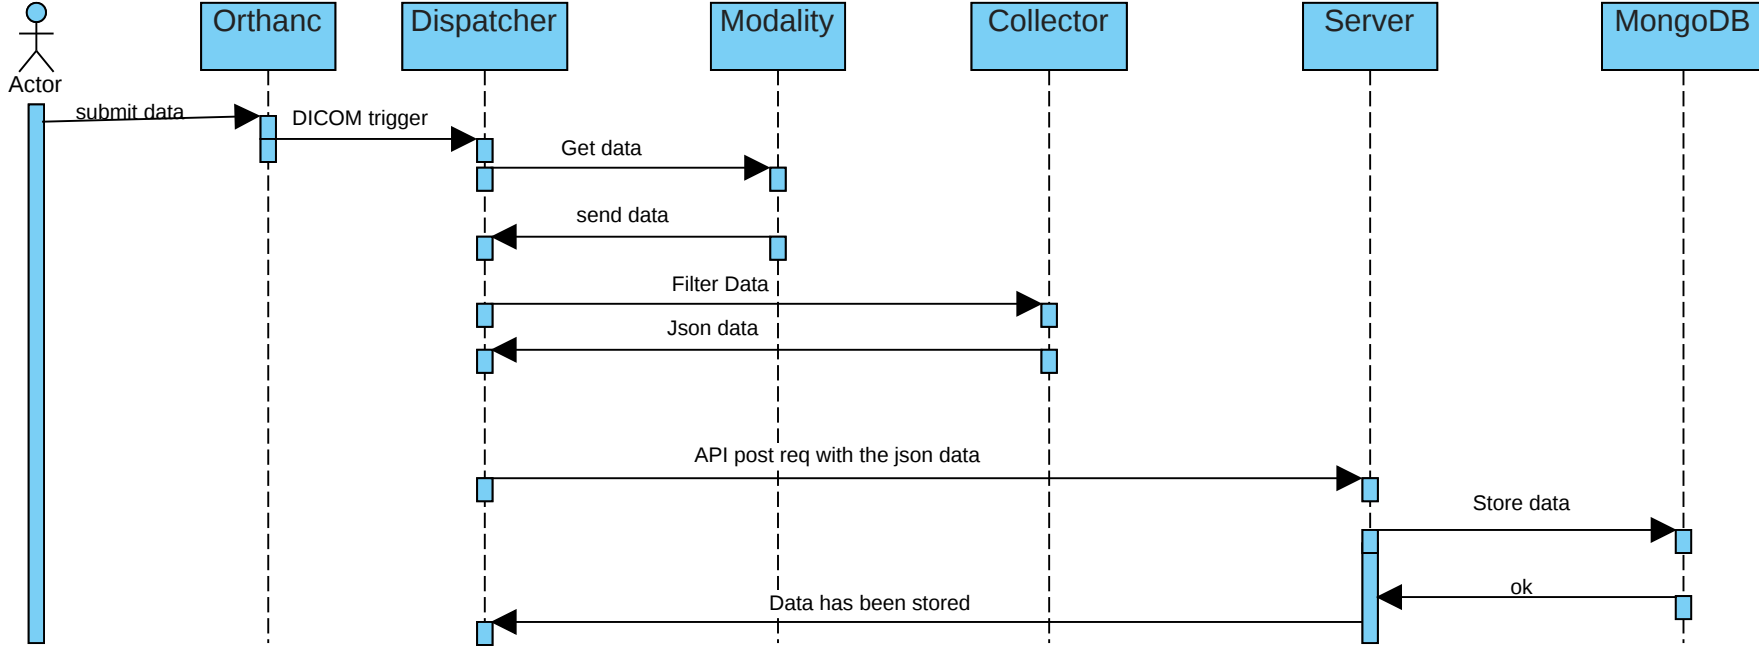 Orthanc
Dispatcher
Modality
Collector
Server
MongoDB
Actor
submit data
DICOM trigger
Get data
send data
Filter Data
Json data
API post req with the json data
Store data
ok
Data has been stored